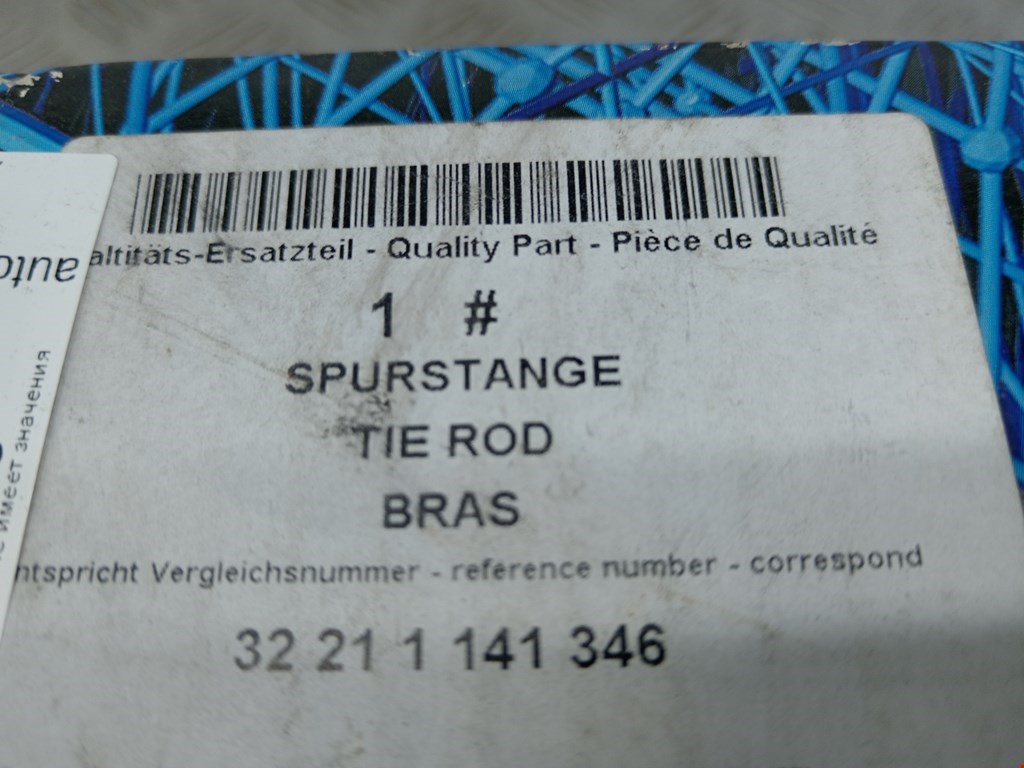 altitäts-Ersatzteil - Quality Part - Pièce de Qualité
1 #
SPURSTANGE
TIE ROD
BRAS
ntspricht Vergleichsnummer - reference number - correspond
32 21 1 141 346
auto
имеет значения